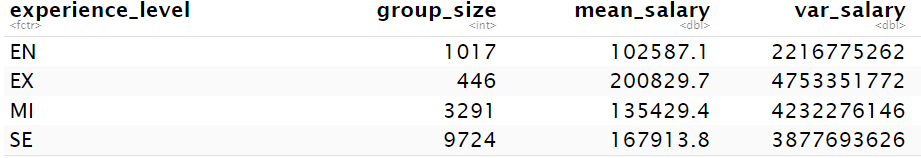 experience_level group_size mean_salary var_salary
<fctr> <int> <dbl> <dbl>
EN 1017 102587.1 2216775262
EX 446 200829.7 4753351772
MI 3291 135429.4 4232276146
SE 9724 167913.8 3877693626